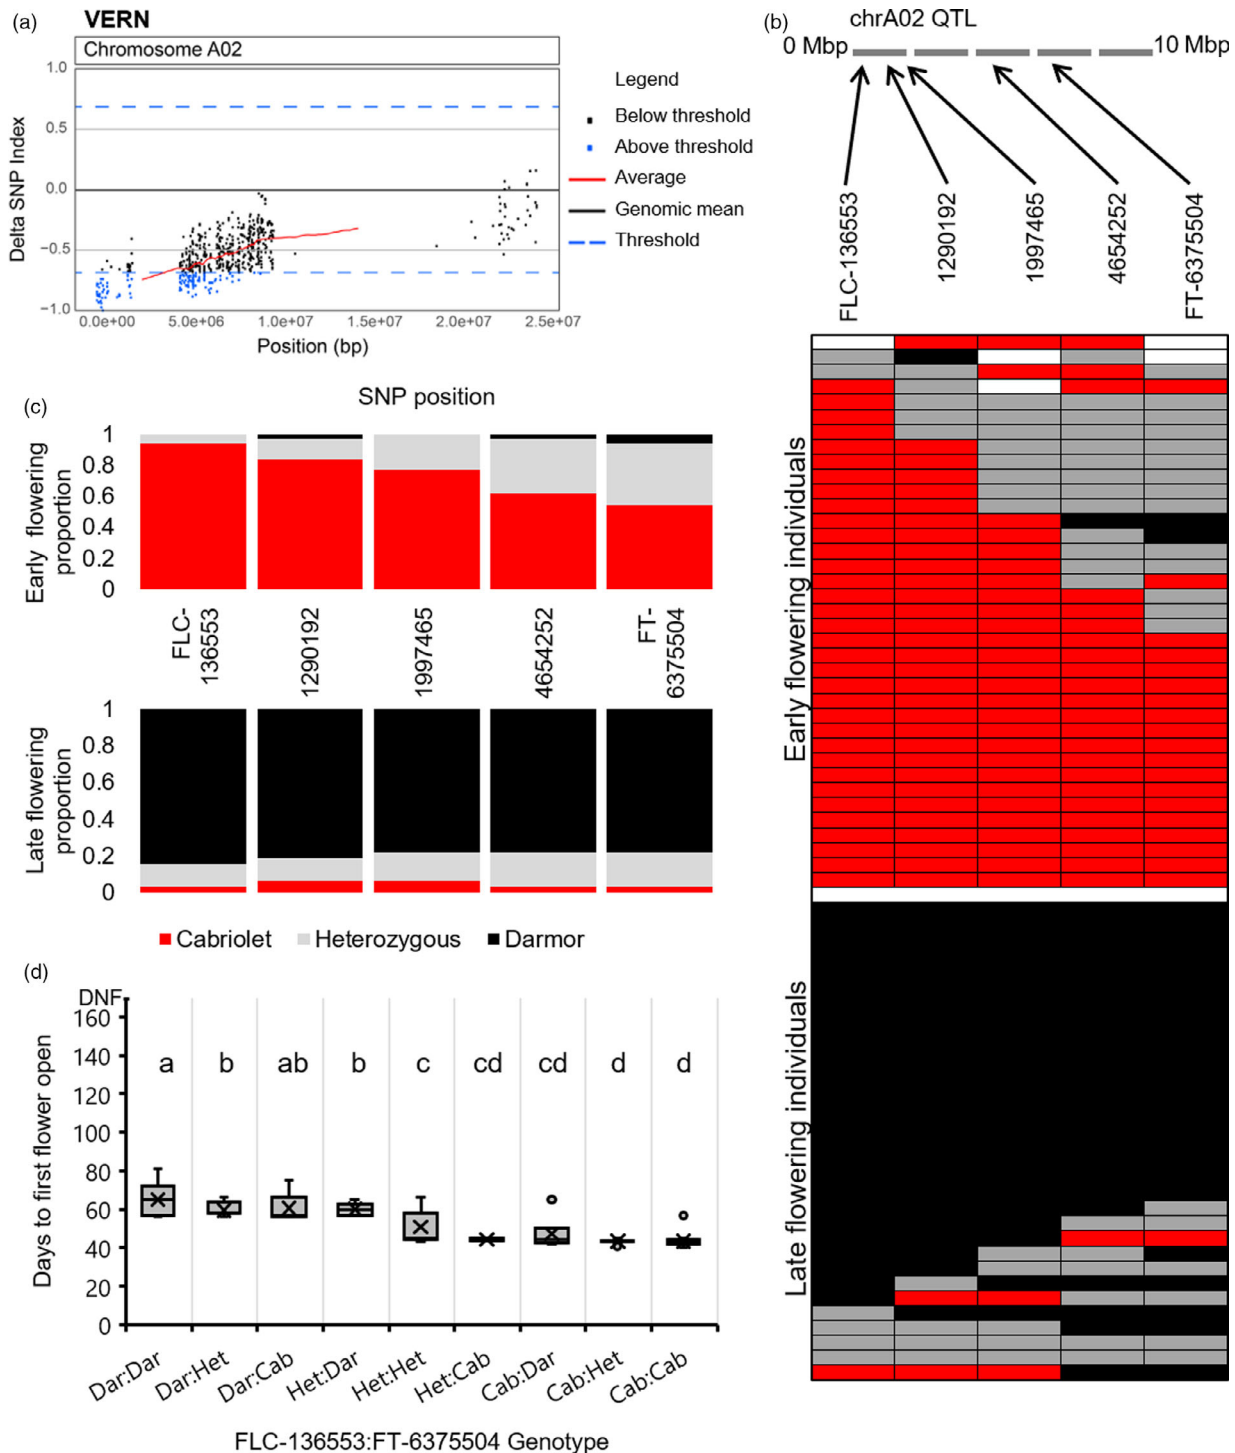 (a)
VERN
Chromosome A02
1.0
0.5
0.0
−0.5
−1.0
Delta SNP Index
0.0e+00
5.0e+06
1.0e+07
1.5e+07
2.0e+07
2.5e+07
Position (bp)
Legend
Below threshold
Above threshold
Average
Genomic mean
Threshold
(b)
chrA02 QTL
0 Mbp
10 Mbp
FLC-136553
1290192
1997465
4654252
FT-6375504
Early flowering individuals
Late flowering individuals
(c)
SNP position
Early flowering
proportion
1
0.8
0.6
0.4
0.2
0
FLC-
136553
1290192
1997465
4654252
FT-
6375504
Late flowering
proportion
1
0.8
0.6
0.4
0.2
0
Cabriolet
Heterozygous
Darmor
(d)
DNF
160
140
120
100
80
60
40
20
0
Days to first flower open
a
b
ab
b
c
cd
cd
d
d
Dar:Dar
Dar:Het
Dar:Cab
Het:Dar
Het:Het
Het:Cab
Cab:Dar
Cab:Het
Cab:Cab
FLC-136553:FT-6375504 Genotype